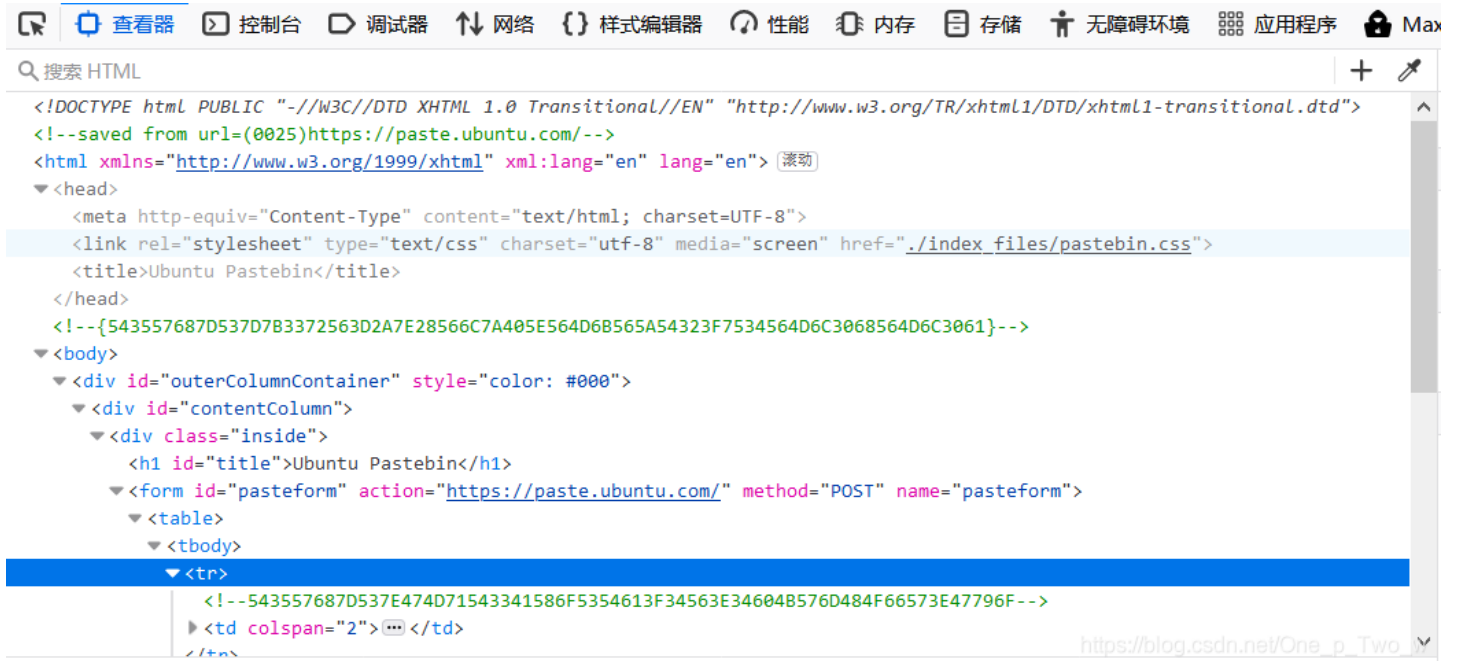 查看器 控制台 调试器 网络 样式编辑器 性能 内存 存储 无障碍环境 应用程序 Max
搜索 HTML
<!DOCTYPE html PUBLIC "-//W3C//DTD XHTML 1.0 Transitional//EN" "http://www.w3.org/TR/xhtml1/DTD/xhtml1-transitional.dtd">
<!--saved from url=(0025)https://paste.ubuntu.com/-->
<html xmlns="http://www.w3.org/1999/xhtml" xml:lang="en" lang="en"> 滚动
<head>
<meta http-equiv="Content-Type" content="text/html; charset=UTF-8">
<link rel="stylesheet" type="text/css" charset="utf-8" media="screen" href="./index_files/pastebin.css">
<title>Ubuntu Pastebin</title>
</head>
<!--{543557687D537D7B3372563D2A7E28566C7A405E564D6B565A54323F7534564D6C3068564D6C3061}-->
<body>
<div id="outerColumnContainer" style="color: #000">
<div id="contentColumn">
<div class="inside">
<h1 id="title">Ubuntu Pastebin</h1>
<form id="pasteform" action="https://paste.ubuntu.com/" method="POST" name="pasteform">
<table>
<tbody>
<tr>
<!--543557687D537E474D71543341586F5354613F34563E34604B576D484F66573E47796F-->
<td colspan="2">…</td>
</tr>
https://blog.csdn.net/One_p_Two_w